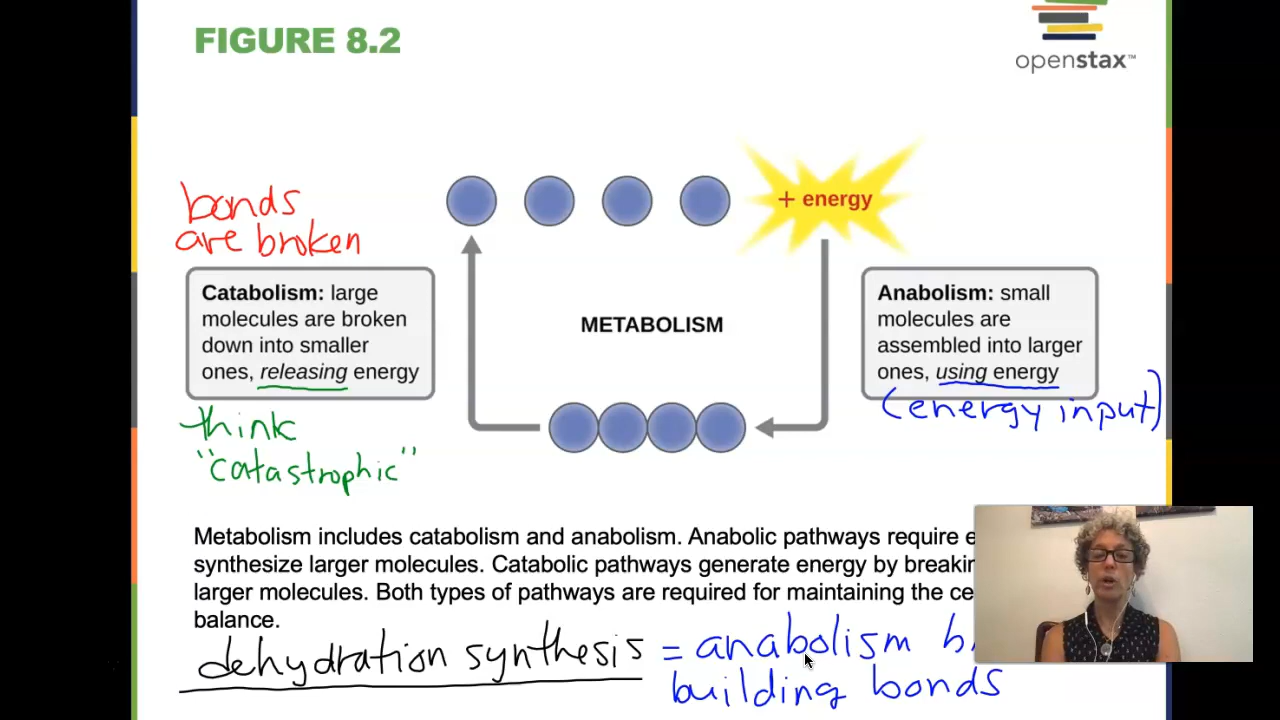 FIGURE 8.2
openstax™
+ energy
bonds
are broken
Catabolism: large
molecules are broken
down into smaller
ones, releasing energy
METABOLISM
Anabolism: small
molecules are
assembled into larger
ones, using energy
(energy input)
think
"catastrophic"
Metabolism includes catabolism and anabolism. Anabolic pathways require
synthesize larger molecules. Catabolic pathways generate energy by
larger molecules. Both types of pathways are required for maintaining the
balance.
dehydration synthesis = anabolism
building bonds